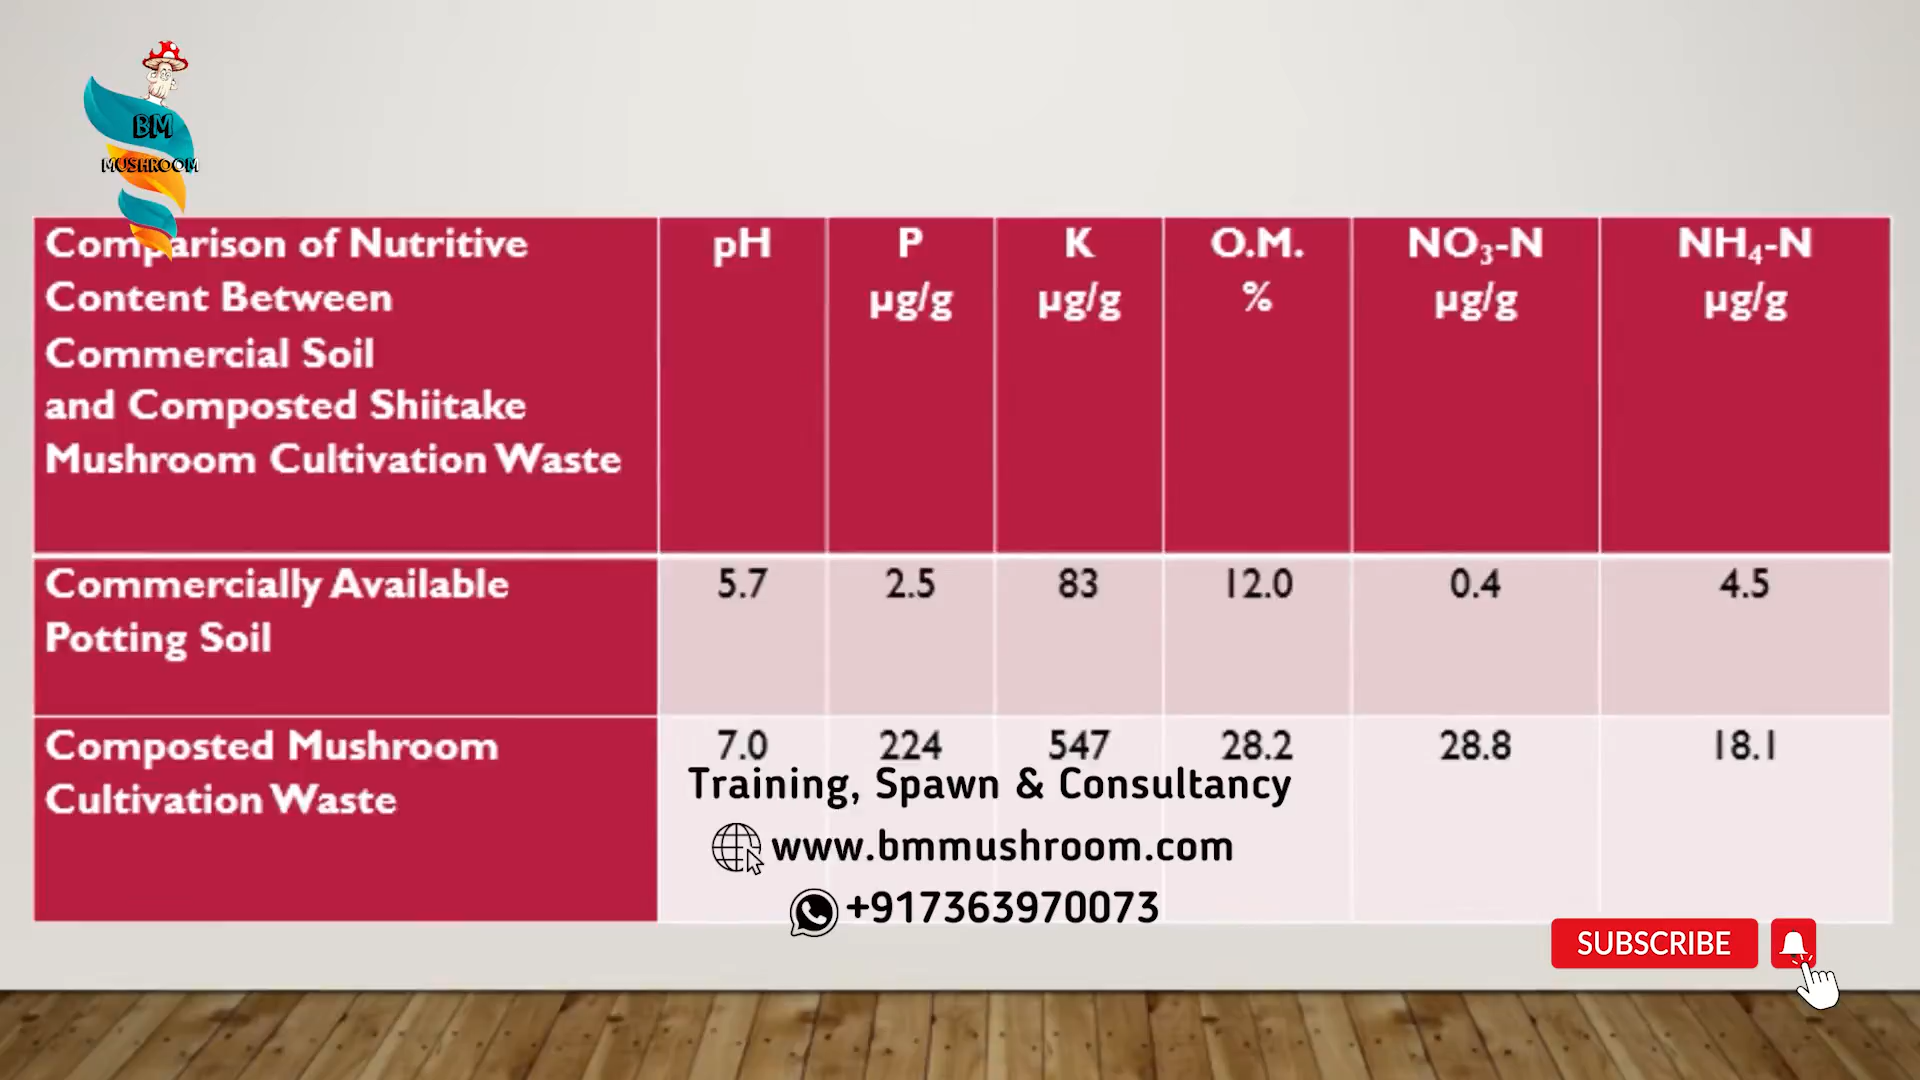 BM
MUSHROOM
Comparison of Nutritive
Content Between
Commercial Soil
and Composted Shiitake
Mushroom Cultivation Waste
pH
P
µg/g
K
µg/g
O.M.
%
NO₃-N
µg/g
NH₄-N
µg/g
Commercially Available
Potting Soil
5.7
2.5
83
12.0
0.4
4.5
Composted Mushroom
Cultivation Waste
7.0
224
547
28.2
28.8
18.1
Training, Spawn & Consultancy
www.bmmushroom.com
+917363970073
SUBSCRIBE